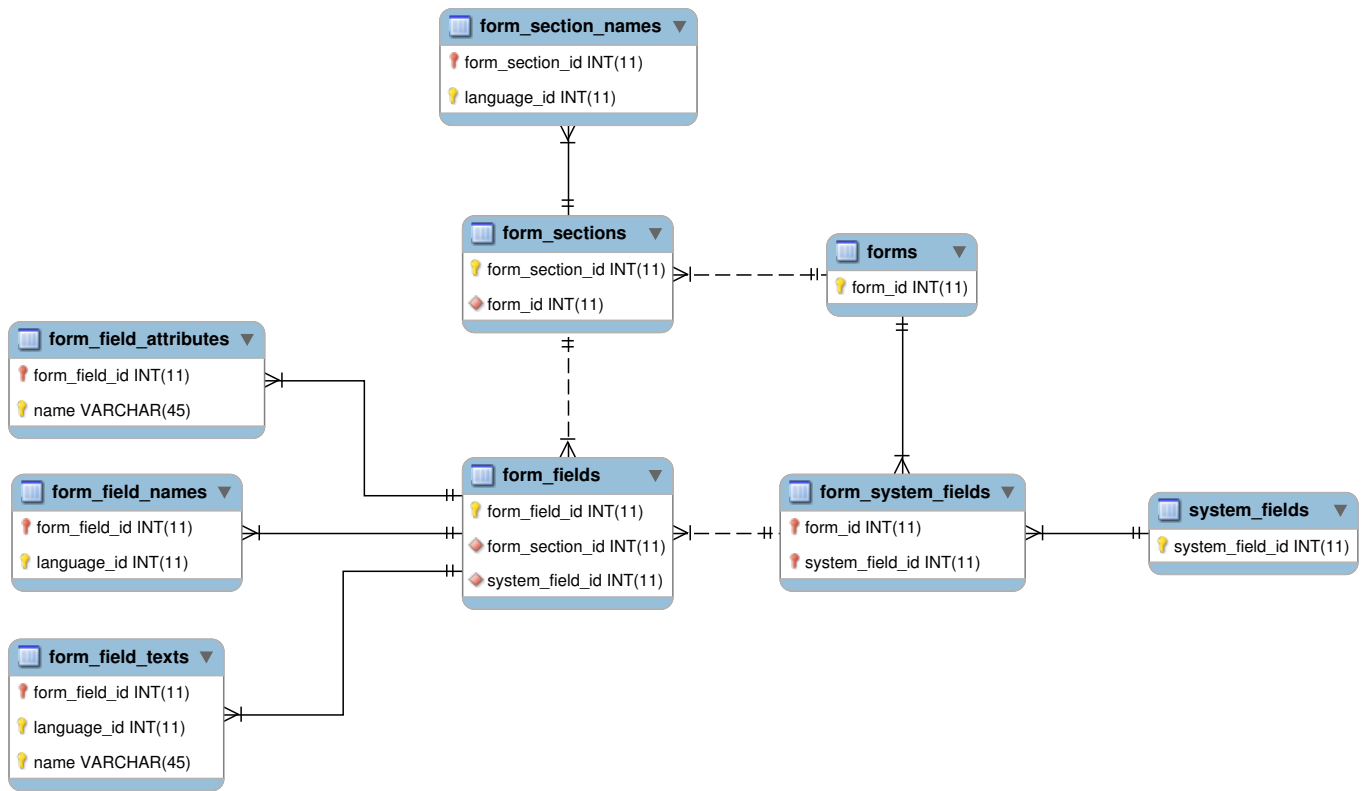 form_section_names
form_section_id INT(11)
language_id INT(11)
form_sections
form_section_id INT(11)
form_id INT(11)
forms
form_id INT(11)
form_field_attributes
form_field_id INT(11)
name VARCHAR(45)
form_field_names
form_field_id INT(11)
language_id INT(11)
form_fields
form_field_id INT(11)
form_section_id INT(11)
system_field_id INT(11)
form_system_fields
form_id INT(11)
system_field_id INT(11)
system_fields
system_field_id INT(11)
form_field_texts
form_field_id INT(11)
language_id INT(11)
name VARCHAR(45)